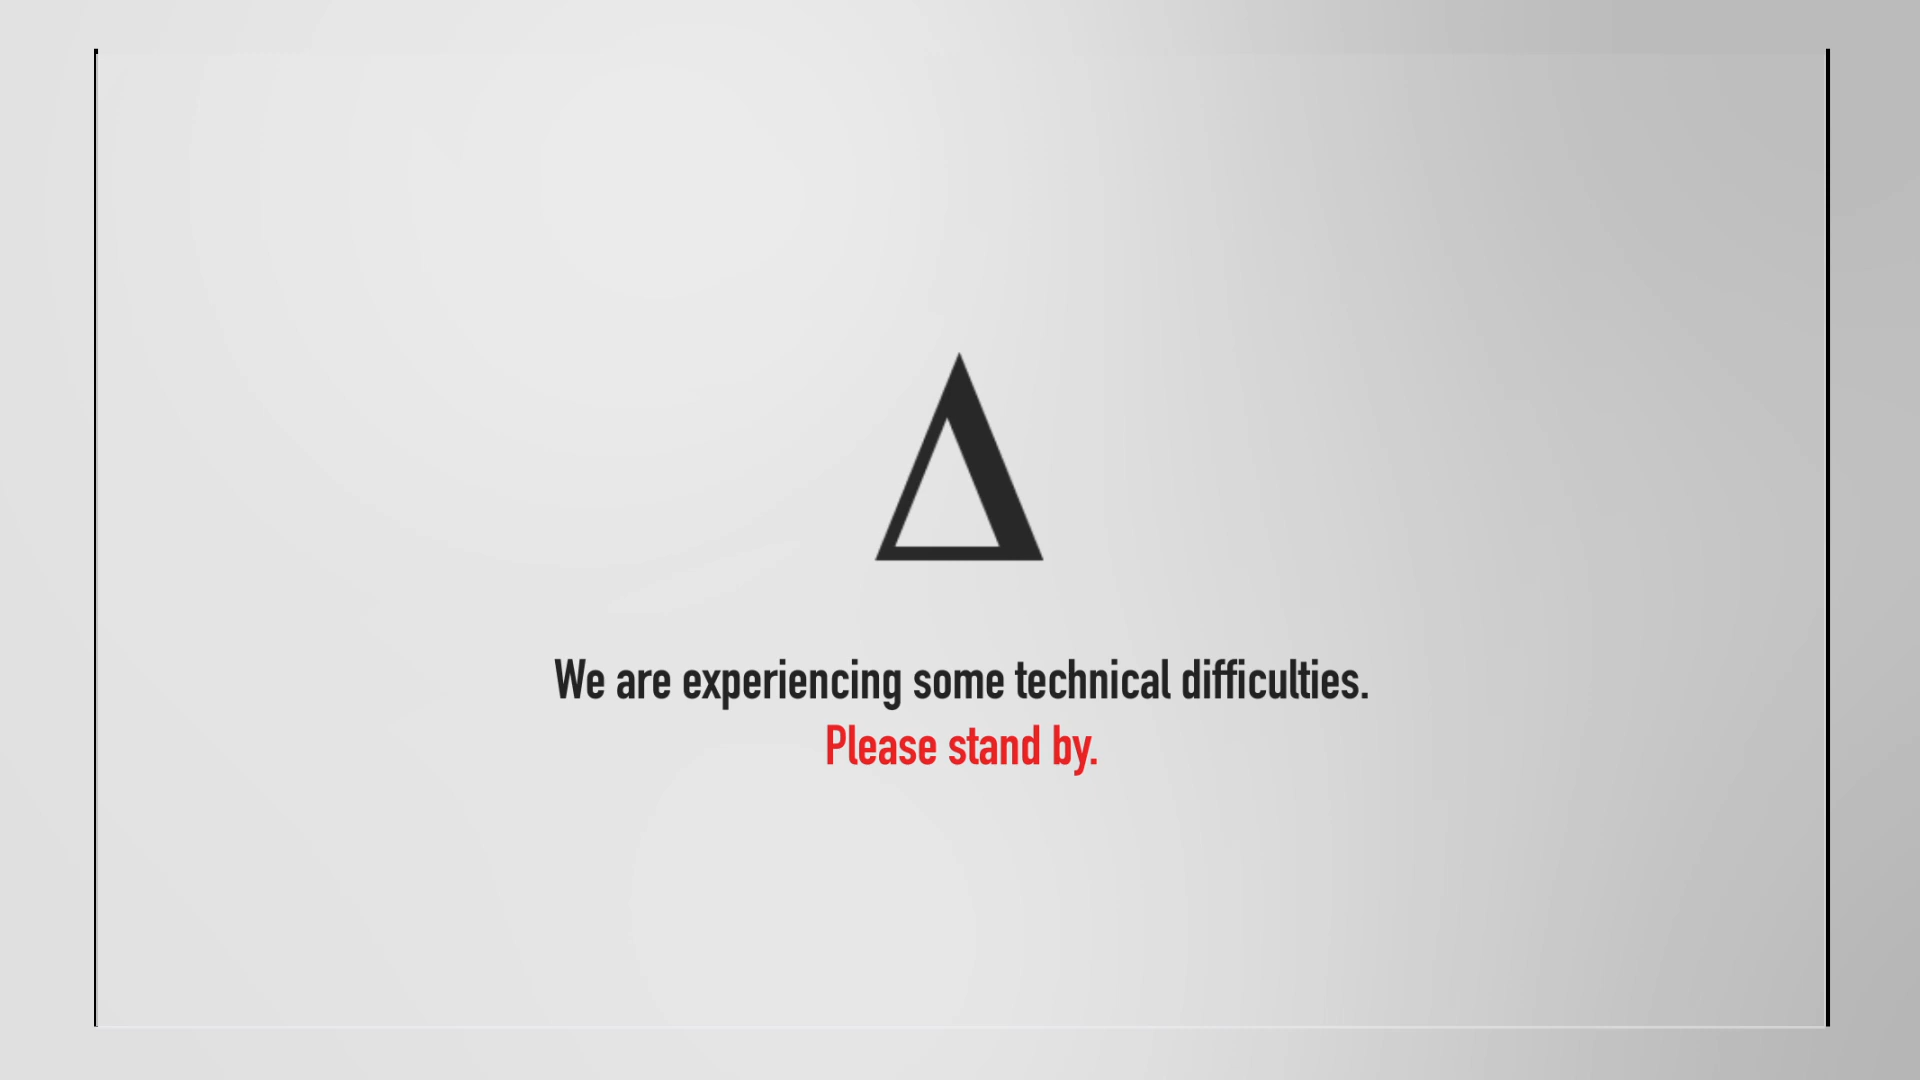 Δ
We are experiencing some technical difficulties.
Please stand by.